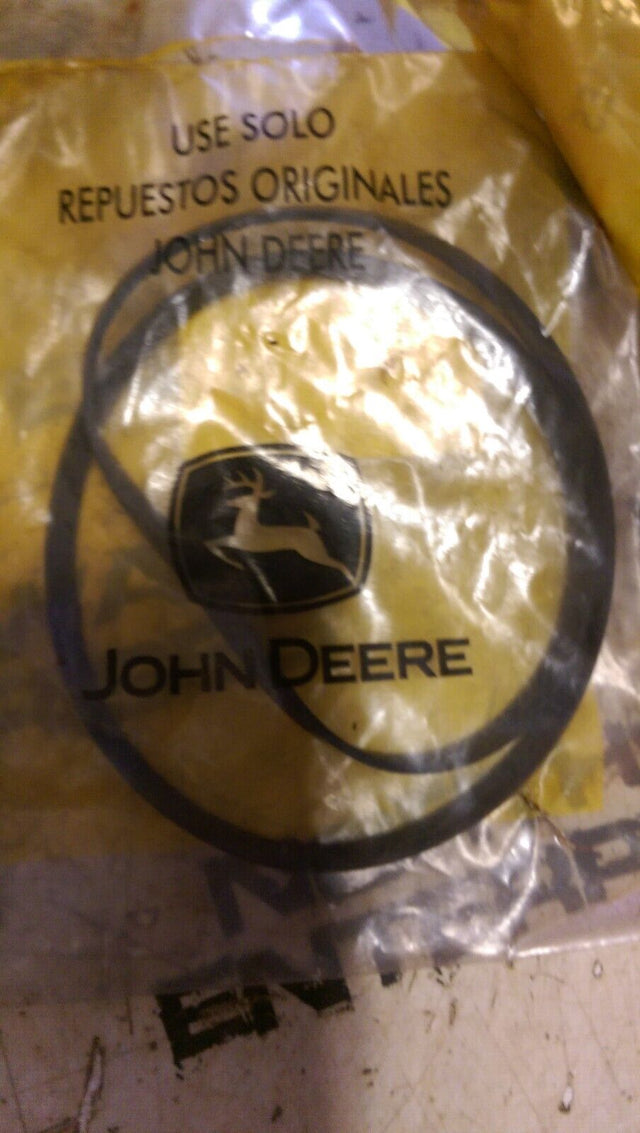 USE SOLO
REPUESTOS ORIGINALES
JOHN DEERE
JOHN DEERE